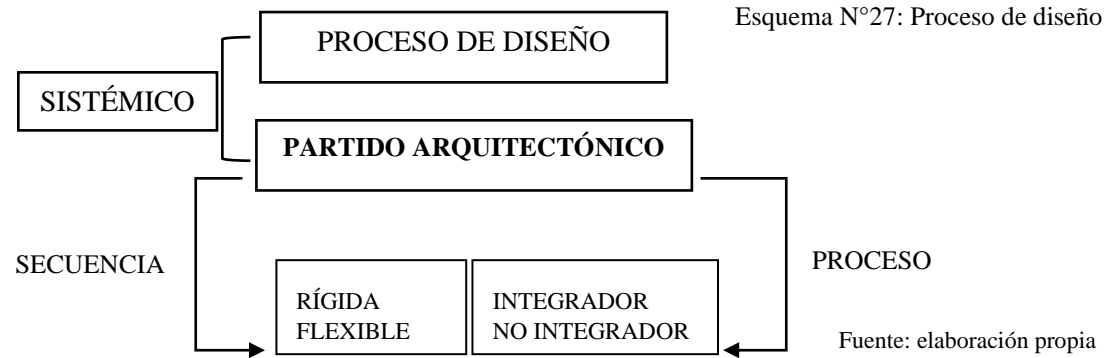 Esquema N°27: Proceso de diseño
PROCESO DE DISEÑO
SISTÉMICO
PARTIDO ARQUITECTÓNICO
SECUENCIA
PROCESO
RÍGIDA
FLEXIBLE
INTEGRADOR
NO INTEGRADOR
Fuente: elaboración propia